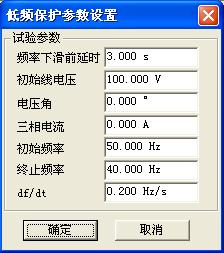 低频保护参数设置
试验参数
频率下滑前延时 3.000 s
初始线电压 100.000 V
电压角 0.000 °
三相电流 0.000 A
初始频率 50.000 Hz
终止频率 40.000 Hz
df/dt 0.200 Hz/s
确定 取消